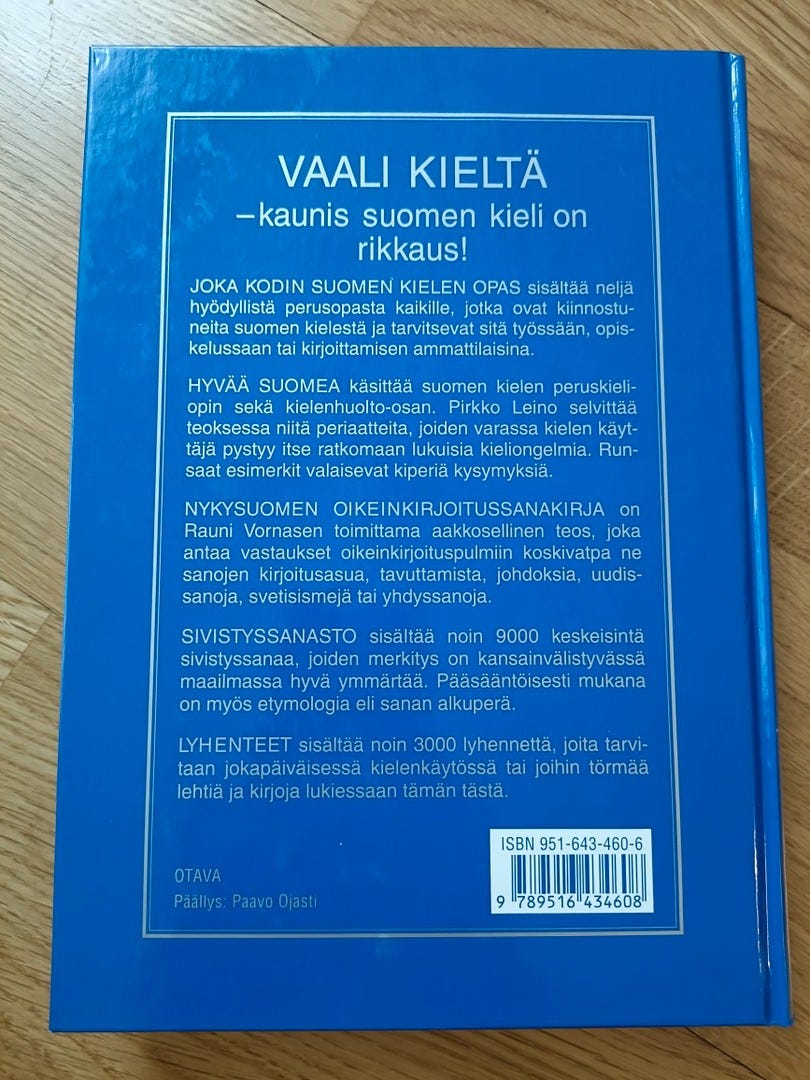 VAALI KIELTÄ
–kaunis suomen kieli on
rikkaus!
JOKA KODIN SUOMEN KIELEN OPAS sisältää neljä
hyödyllistä perusopasta kaikille, jotka ovat kiinnostu-
neita suomen kielestä ja tarvitsevat sitä työssään, opis-
kelussaan tai kirjoittamisen ammattilaisina.
HYVÄÄ SUOMEA käsittää suomen kielen peruskieli-
opin sekä kielenhuolto-osan. Pirkko Leino selvittää
teoksessa niitä periaatteita, joiden varassa kielen käyt-
täjä pystyy itse ratkomaan lukuisia kieliongelmia. Run-
saat esimerkit valaisevat kiperiä kysymyksiä.
NYKYSUOMEN OIKEINKIRJOITUSSANAKIRJA on
Rauni Vornasen toimittama aakkosellinen teos, joka
antaa vastaukset oikeinkirjoituspulmiin koskivatpa ne
sanojen kirjoitusasua, tavuttamista, johdoksia, uudis-
sanoja, svetisismejä tai yhdyssanoja.
SIVISTYSSANASTO sisältää noin 9000 keskeisintä
sivistyssanaa, joiden merkitys on kansainvälistyvässä
maailmassa hyvä ymmärtää. Pääsääntöisesti mukana
on myös etymologia eli sanan alkuperä.
LYHENTEET sisältää noin 3000 lyhennettä, joita tarvi-
taan jokapäiväisessä kielenkäytössä tai joihin törmää
lehtiä ja kirjoja lukiessaan tämän tästä.
ISBN 951-643-460-6
9 789516 434608
OTAVA
Päällys: Paavo Ojasti